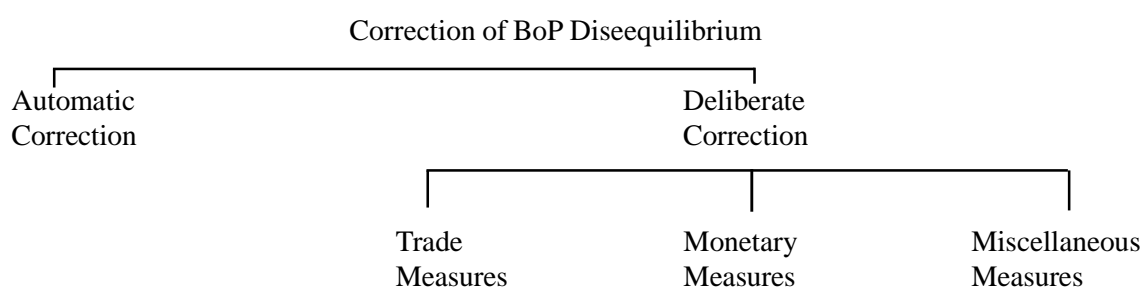 Correction of BoP Diseequilibrium
Automatic
Correction
Deliberate
Correction
Trade
Measures
Monetary
Measures
Miscellaneous
Measures